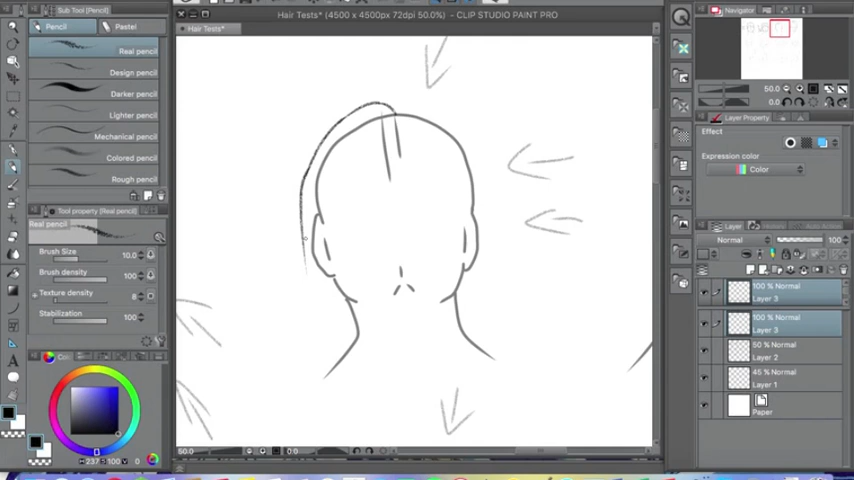 Hair Tests* (4500 x 4500px 72dpi 50.0%) - CLIP STUDIO PAINT PRO
Sub Tool [Pencil]
Pencil
Pastel
Real pencil
Design pencil
Darker pencil
Lighter pencil
Mechanical pencil
Colored pencil
Rough pencil
Tool property [Real pencil]
Real pencil
Brush Size 10.0
Brush density 100
Texture density 8
Stabilization 100
H 237 S 100 V 0
Hair Tests*
50.0
0.0
Navigator
50.0
0.0
Layer Property
Effect
Expression color
Color
Layer
Normal 100
100 % Normal
Layer 3
100 % Normal
Layer 3
50 % Normal
Layer 2
45 % Normal
Layer 1
Paper